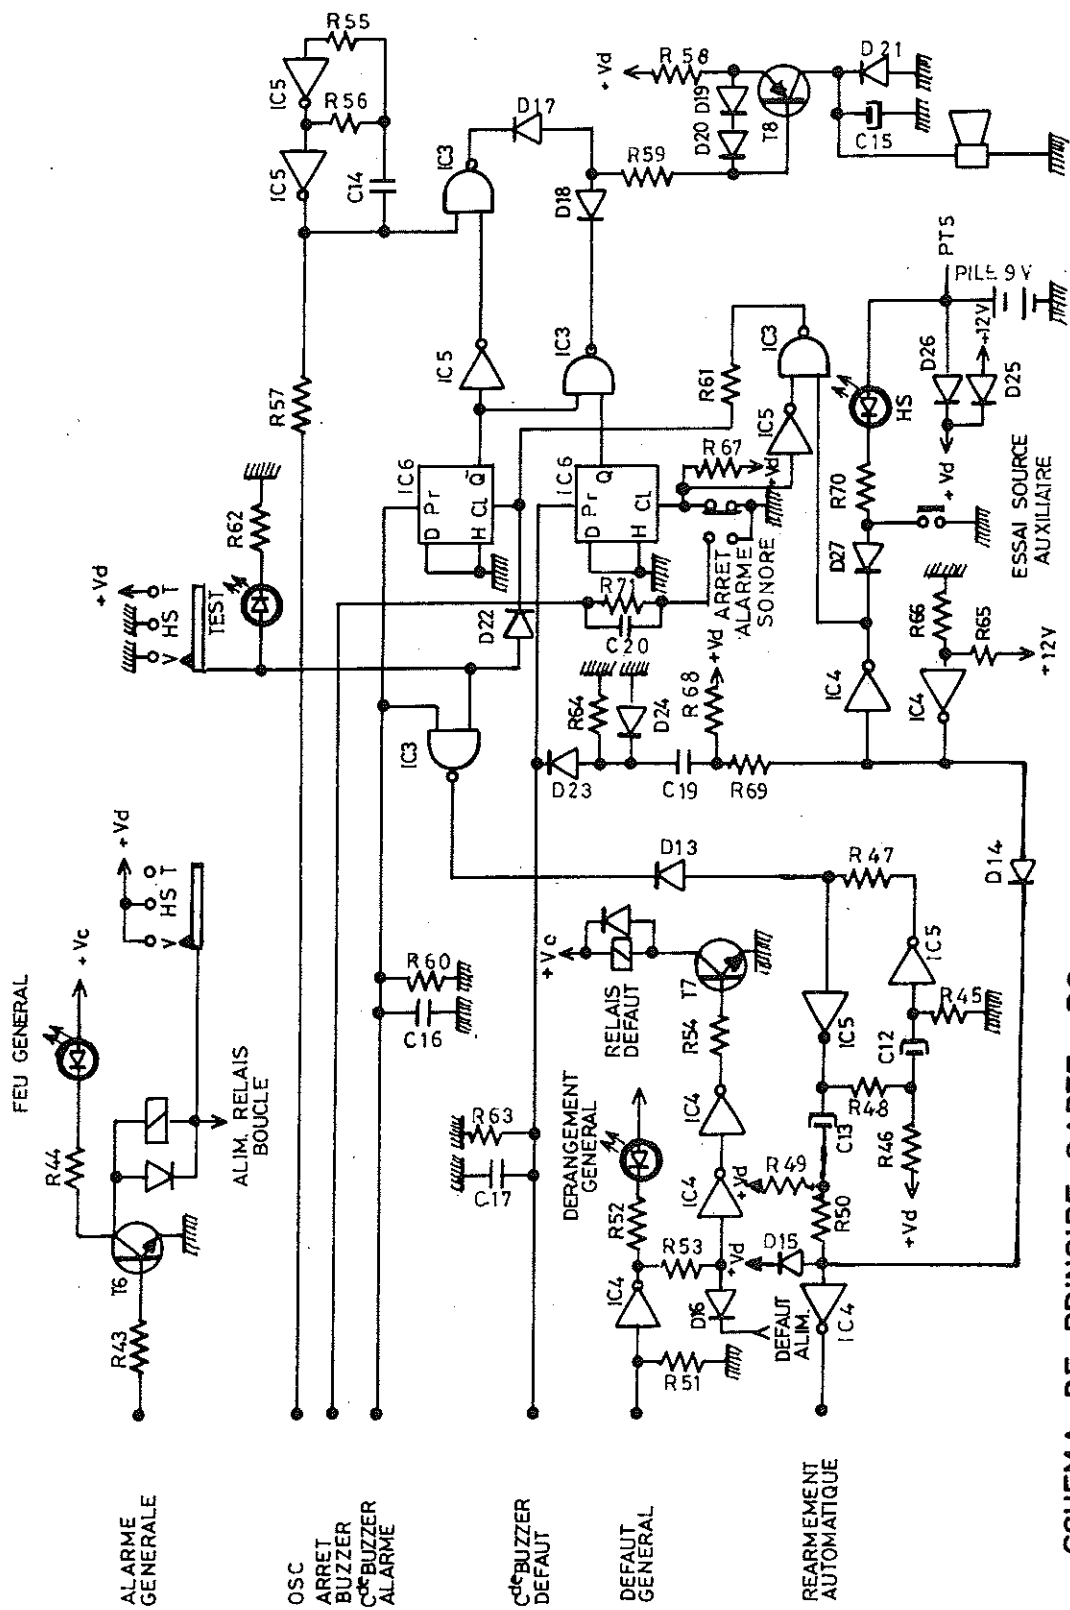 ALARME
GENERALE
R43
T6
R44
FEU GENERAL
+Vc
ALIM. RELAIS
BOUCLE
V
HS
T
+Vd
V
HS
T
+Vd
TEST
R62
OSC
R57
IC5
IC5
R55
R56
C14
ARRET
BUZZER
CdeBUZZER
ALARME
C16
R60
IC3
D22
IC6
D
Pr
H
CL
Q̅
IC5
IC3
D17
CdeBUZZER
DEFAUT
C17
R63
D23
R64
D24
C19
R68
+Vd
R69
R71
C20
IC6
D
Pr
H
CL
Q
IC3
D18
R59
R58
+Vd
D19
D20
T8
D21
C15
R67
+Vd
ARRET
ALARME
SONORE
R61
IC5
IC3
DEFAUT
GENERAL
R51
IC4
R52
DERANGEMENT
GENERAL
R53
D16
DEFAUT
ALIM.
IC4
IC4
R54
T7
RELAIS
DEFAUT
+Vc
D13
REARMEMENT
AUTOMATIQUE
IC4
D15
+Vd
R50
R49
+Vd
C13
R48
R46
+Vd
IC5
C12
R45
IC5
R47
D14
IC4
IC4
R66
R65
+12V
D27
R70
HS
+Vd
ESSAI SOURCE
AUXILIAIRE
D26
D25
+12V
PT5
PILE 9V